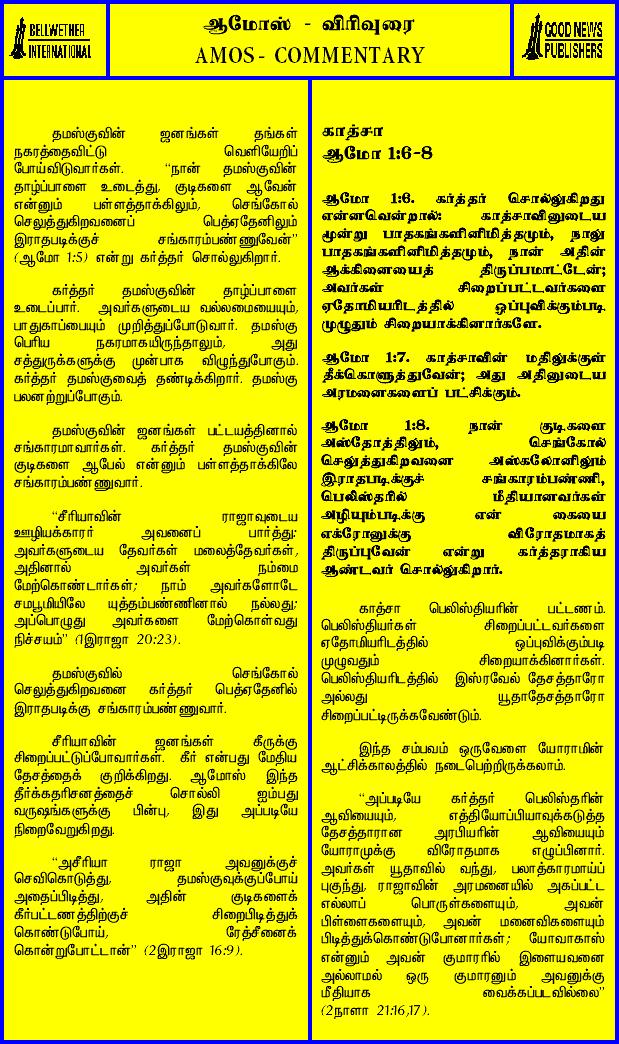 BELLWETHER
INTERNATIONAL
ஆமோஸ் - விரிவுரை
AMOS - COMMENTARY
GOOD NEWS
PUBLISHERS
தமஸ்குவின் ஜனங்கள் தங்கள்
நகரத்தைவிட்டு வெளியேறிப்
போய்விடுவார்கள். “நான் தமஸ்குவின்
தாழ்ப்பாளை உடைத்து, குடிகளை ஆவேன்
என்னும் பள்ளத்தாக்கிலும், செங்கோல்
செலுத்துகிறவனைப் பெத்ஏதேனிலும்
இராதபடிக்குச் சங்காரம்பண்ணுவேன்”
(ஆமோ 1:5) என்று கர்த்தர் சொல்லுகிறார்.
கர்த்தர் தமஸ்குவின் தாழ்ப்பாளை
உடைப்பார். அவர்களுடைய வல்லமையையும்,
பாதுகாப்பையும் முறித்துப்போடுவார். தமஸ்கு
பெரிய நகரமாகயிருந்தாலும், அது
சத்துருக்களுக்கு முன்பாக விழுந்துபோகும்.
கர்த்தர் தமஸ்குவைத் தண்டிக்கிறார். தமஸ்கு
பலனற்றுப்போகும்.
தமஸ்குவின் ஜனங்கள் பட்டயத்தினால்
சங்காரமாவார்கள். கர்த்தர் தமஸ்குவின்
குடிகளை ஆபேல் என்னும் பள்ளத்தாக்கிலே
சங்காரம்பண்ணுவார்.
“சீரியாவின் ராஜாவுடைய
ஊழியக்காரர் அவனைப் பார்த்து:
அவர்களுடைய தேவர்கள் மலைத்தேவர்கள்,
அதினால் அவர்கள் நம்மை
மேற்கொண்டார்கள்; நாம் அவர்களோடே
சமபூமியிலே யுத்தம்பண்ணினால் நல்லது;
அப்பொழுது அவர்களை மேற்கொள்வது
நிச்சயம்” (1இராஜா 20:23).
தமஸ்குவில் செங்கோல்
செலுத்துகிறவனை கர்த்தர் பெத்ஏதேனில்
இராதபடிக்கு சங்காரம்பண்ணுவார்.
சீரியாவின் ஜனங்கள் கீருக்கு
சிறைப்பட்டுப்போவார்கள். கீர் என்பது மேதிய
தேசத்தைக் குறிக்கிறது. ஆமோஸ் இந்த
தீர்க்கதரிசனத்தைச் சொல்லி ஐம்பது
வருஷங்களுக்கு பின்பு, இது அப்படியே
நிறைவேறுகிறது.
“அசீரியா ராஜா அவனுக்குச்
செவிகொடுத்து, தமஸ்குவுக்குப்போய்
அதைப்பிடித்து, அதின் குடிகளைக்
கீர்பட்டணத்திற்குச் சிறைபிடித்துக்
கொண்டுபோய், ரேத்சீனைக்
கொன்றுபோட்டான்” (2இராஜா 16:9).
காத்சா
ஆமோ 1:6-8
ஆமோ 1:6. கர்த்தர் சொல்லுகிறது
என்னவென்றால்: காத்சாவினுடைய
மூன்று பாதகங்களினிமித்தமும், நாலு
பாதகங்களினிமித்தமும், நான் அதின்
ஆக்கினையைத் திருப்பமாட்டேன்;
அவர்கள் சிறைப்பட்டவர்களை
ஏதோமியரிடத்தில் ஒப்புவிக்கும்படி
முழுதும் சிறையாக்கினார்களே.
ஆமோ 1:7. காத்சாவின் மதிலுக்குள்
தீக்கொளுத்துவேன்; அது அதினுடைய
அரமனைகளைப் பட்சிக்கும்.
ஆமோ 1:8. நான் குடிகளை
அஸ்தோத்திலும், செங்கோல்
செலுத்துகிறவனை அஸ்கலோனிலும்
இராதபடிக்குச் சங்காரம்பண்ணி,
பெலிஸ்தரில் மீதியானவர்கள்
அழியும்படிக்கு என் கையை
எக்ரோனுக்கு விரோதமாகத்
திருப்புவேன் என்று கர்த்தராகிய
ஆண்டவர் சொல்லுகிறார்.
காத்சா பெலிஸ்தியரின் பட்டணம்.
பெலிஸ்தியர்கள் சிறைப்பட்டவர்களை
ஏதோமியரிடத்தில் ஒப்புவிக்கும்படி
முழுவதும் சிறையாக்கினார்கள்.
பெலிஸ்தியரிடத்தில் இஸ்ரவேல் தேசத்தாரோ
அல்லது யூதாதேசத்தாரோ
சிறைப்பட்டிருக்கவேண்டும்.
இந்த சம்பவம் ஒருவேளை யோராமின்
ஆட்சிக்காலத்தில் நடைபெற்றிருக்கலாம்.
“அப்படியே கர்த்தர் பெலிஸ்தரின்
ஆவியையும், எத்தியோப்பியாவுக்கடுத்த
தேசத்தாரான அரபியரின் ஆவியையும்
யோராமுக்கு விரோதமாக எழுப்பினார்.
அவர்கள் யூதாவில் வந்து, பலாத்காரமாய்ப்
புகுந்து, ராஜாவின் அரமனையில் அகப்பட்ட
எல்லாப் பொருள்களையும், அவன்
பிள்ளைகளையும், அவன் மனைவிகளையும்
பிடித்துக்கொண்டுபோனார்கள்; யோவாகாஸ்
என்னும் அவன் குமாரரில் இளையவனை
அல்லாமல் ஒரு குமாரனும் அவனுக்கு
மீதியாக வைக்கப்படவில்லை”
(2நாளா 21:16,17).